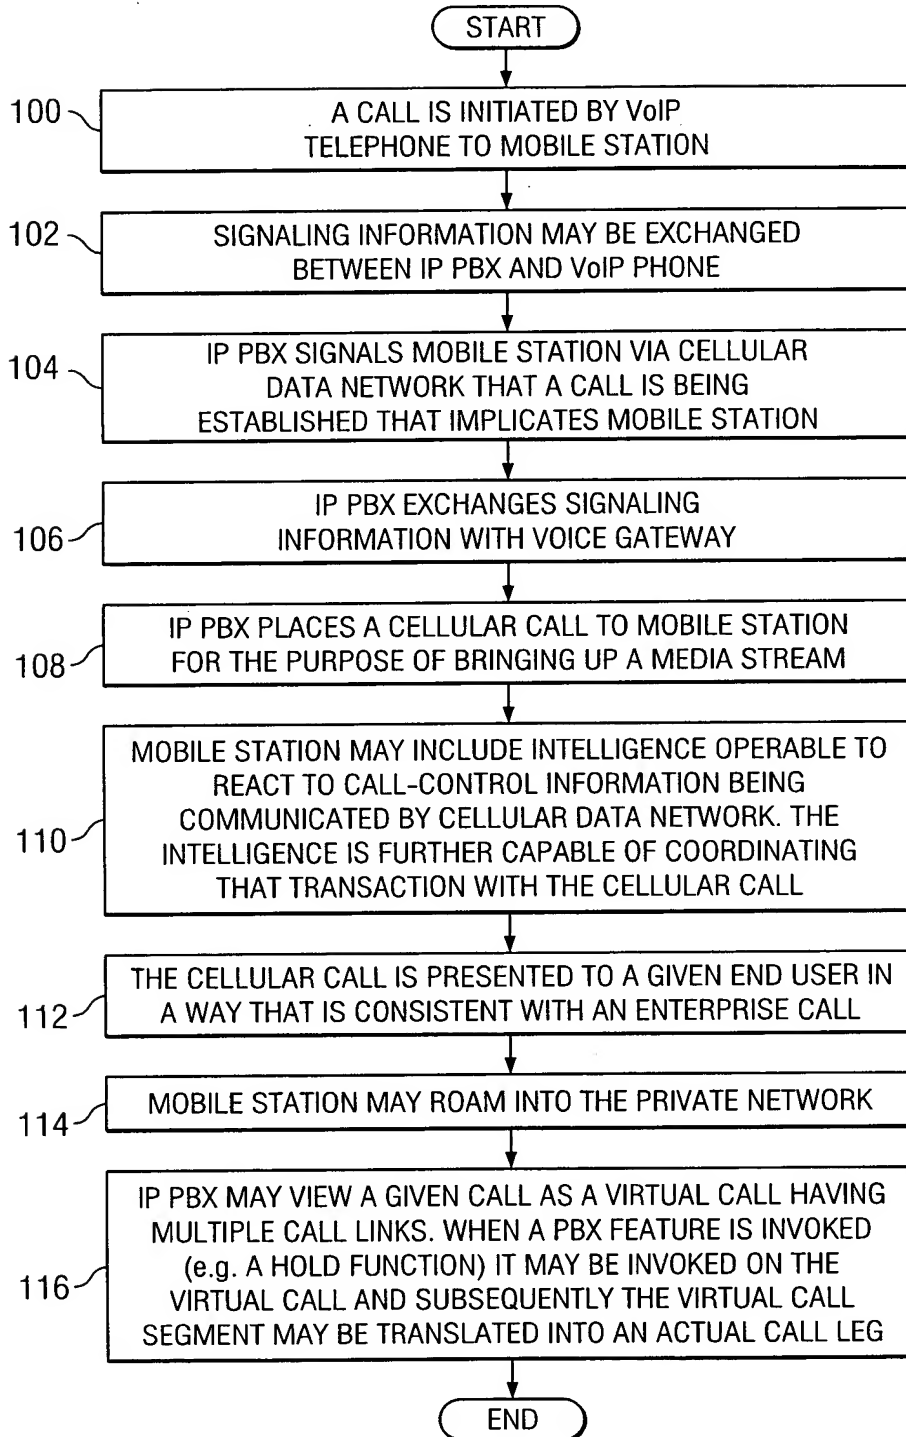 START
100
A CALL IS INITIATED BY VoIP
TELEPHONE TO MOBILE STATION
102
SIGNALING INFORMATION MAY BE EXCHANGED
BETWEEN IP PBX AND VoIP PHONE
104
IP PBX SIGNALS MOBILE STATION VIA CELLULAR
DATA NETWORK THAT A CALL IS BEING
ESTABLISHED THAT IMPLICATES MOBILE STATION
106
IP PBX EXCHANGES SIGNALING
INFORMATION WITH VOICE GATEWAY
108
IP PBX PLACES A CELLULAR CALL TO MOBILE STATION
FOR THE PURPOSE OF BRINGING UP A MEDIA STREAM
110
MOBILE STATION MAY INCLUDE INTELLIGENCE OPERABLE TO
REACT TO CALL-CONTROL INFORMATION BEING
COMMUNICATED BY CELLULAR DATA NETWORK. THE
INTELLIGENCE IS FURTHER CAPABLE OF COORDINATING
THAT TRANSACTION WITH THE CELLULAR CALL
112
THE CELLULAR CALL IS PRESENTED TO A GIVEN END USER IN
A WAY THAT IS CONSISTENT WITH AN ENTERPRISE CALL
114
MOBILE STATION MAY ROAM INTO THE PRIVATE NETWORK
116
IP PBX MAY VIEW A GIVEN CALL AS A VIRTUAL CALL HAVING
MULTIPLE CALL LINKS. WHEN A PBX FEATURE IS INVOKED
(e.g. A HOLD FUNCTION) IT MAY BE INVOKED ON THE
VIRTUAL CALL AND SUBSEQUENTLY THE VIRTUAL CALL
SEGMENT MAY BE TRANSLATED INTO AN ACTUAL CALL LEG
END